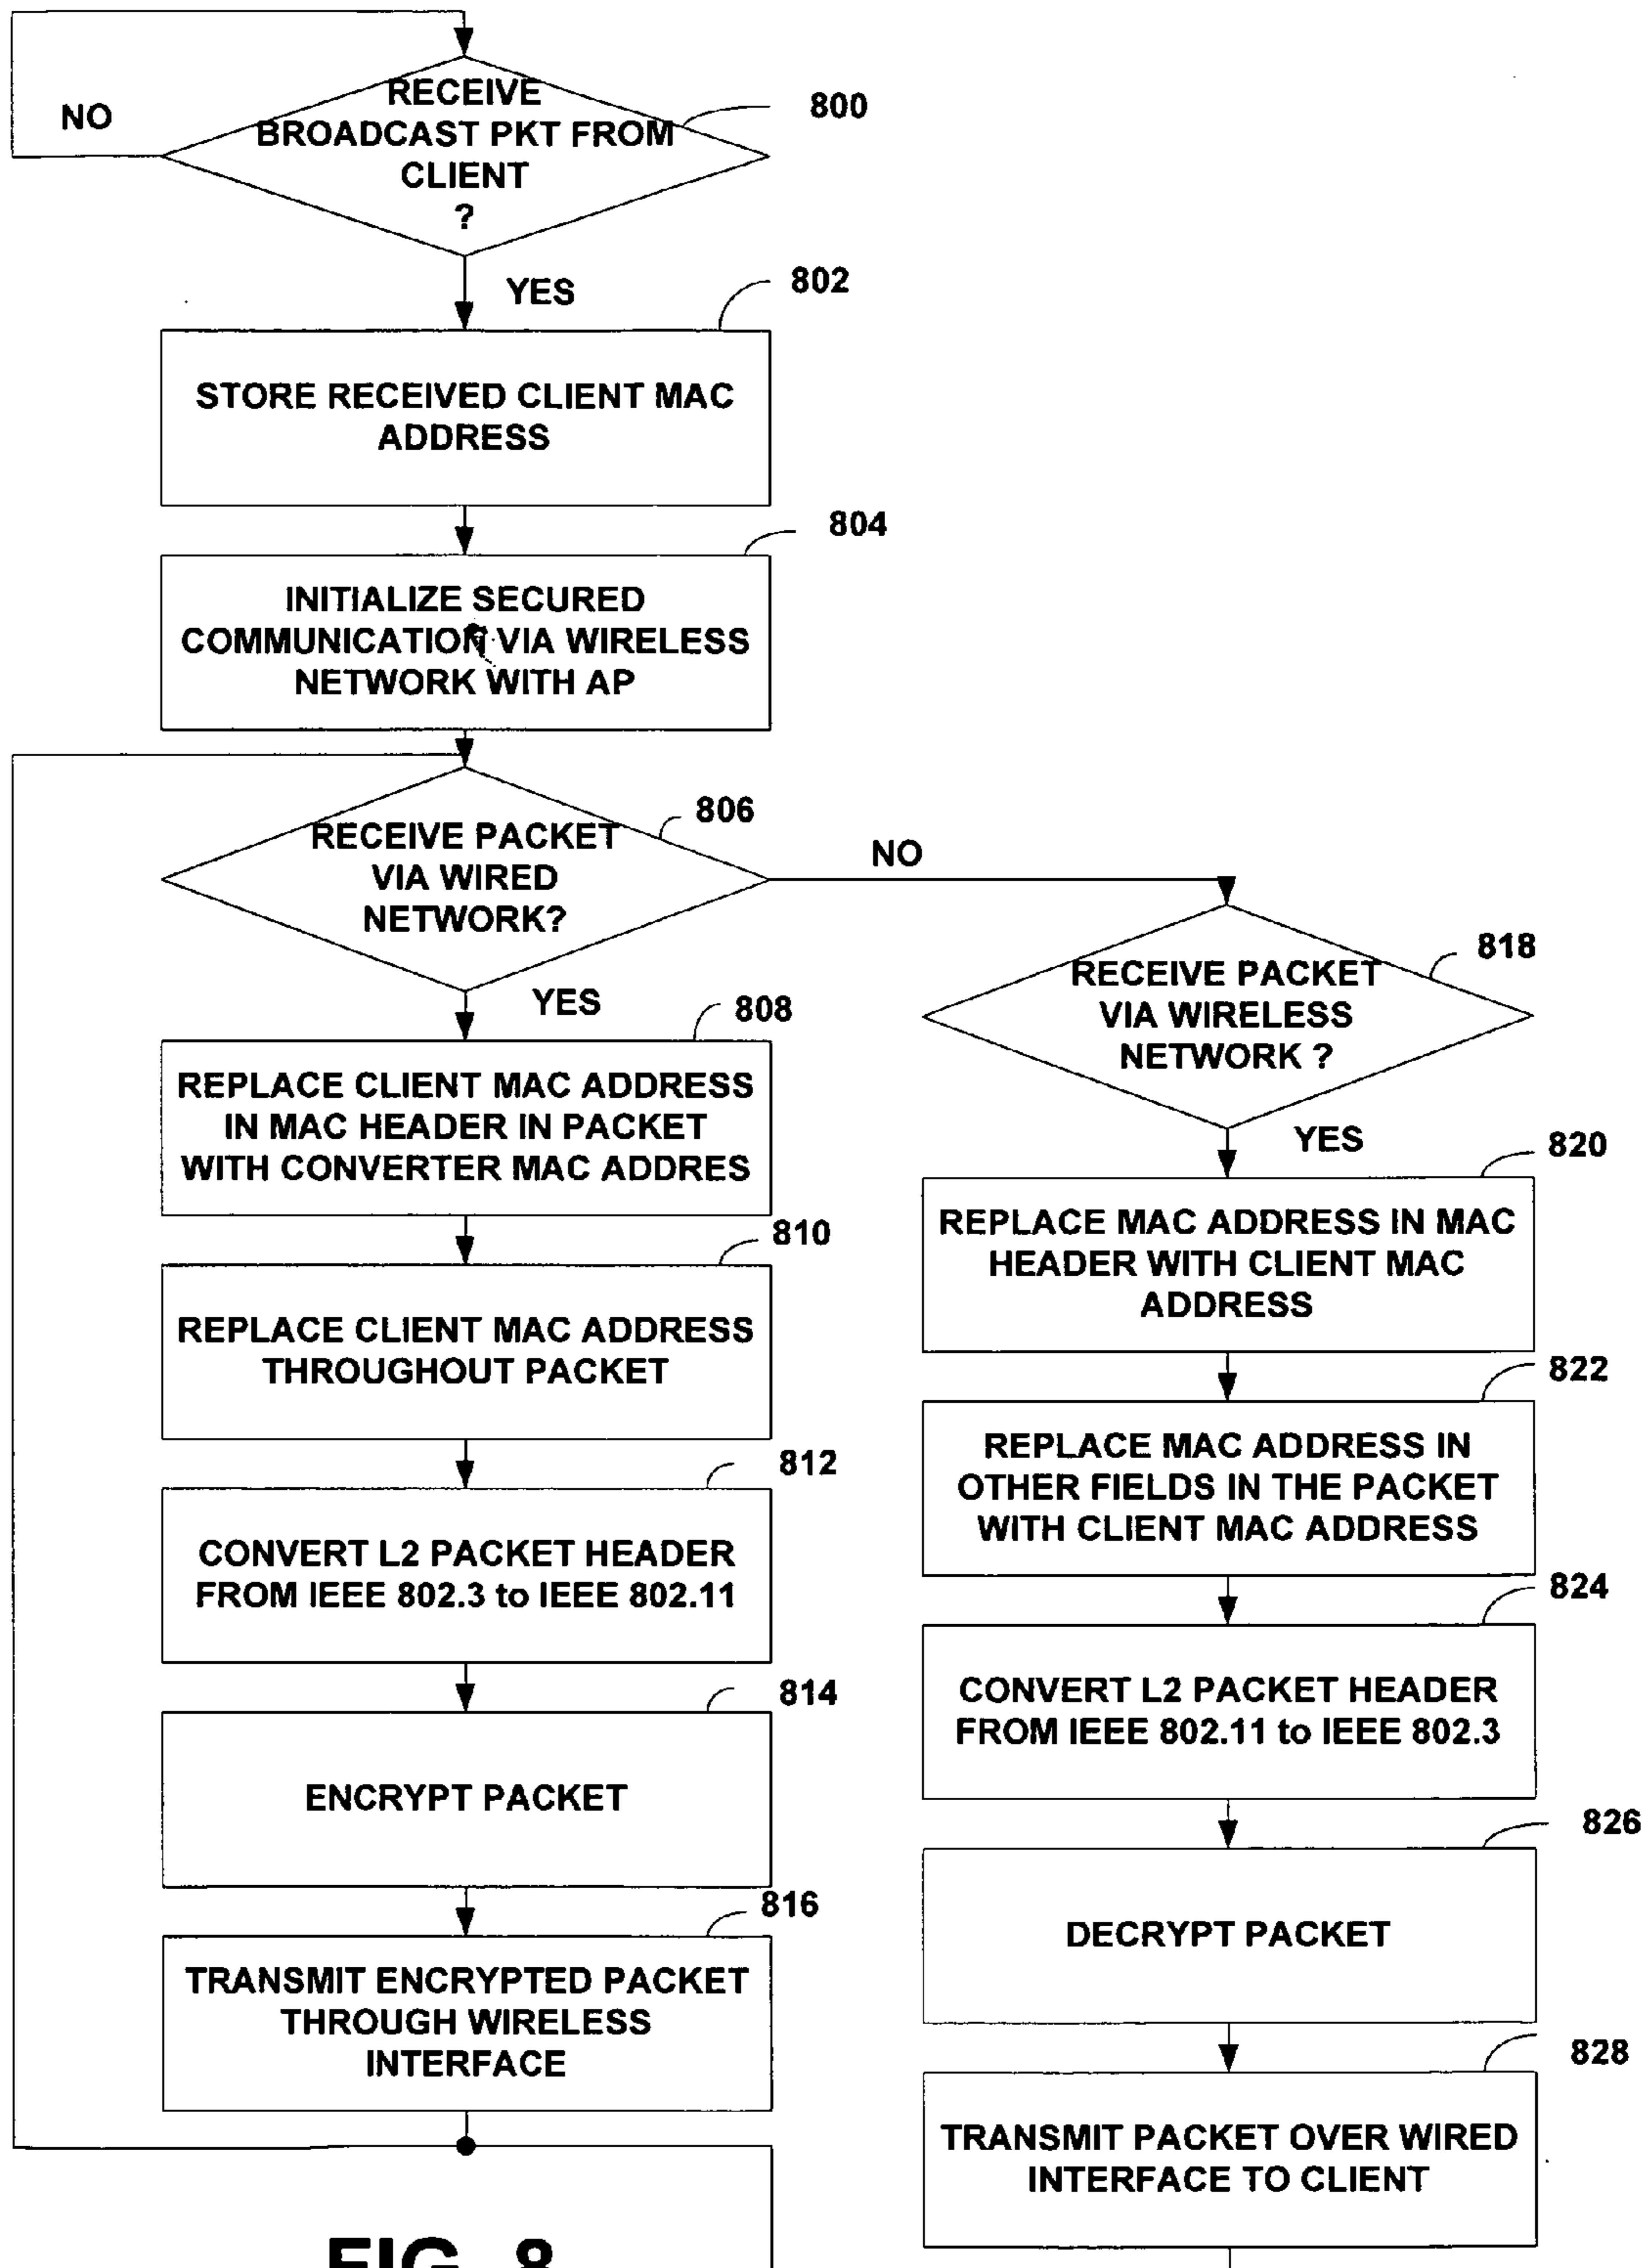 RECEIVE
BROADCAST PKT FROM
CLIENT
?
800
NO
YES
802
STORE RECEIVED CLIENT MAC
ADDRESS
804
INITIALIZE SECURED
COMMUNICATION VIA WIRELESS
NETWORK WITH AP
806
RECEIVE PACKET
VIA WIRED
NETWORK?
NO
YES
808
REPLACE CLIENT MAC ADDRESS
IN MAC HEADER IN PACKET
WITH CONVERTER MAC ADDRES
810
REPLACE CLIENT MAC ADDRESS
THROUGHOUT PACKET
812
CONVERT L2 PACKET HEADER
FROM IEEE 802.3 to IEEE 802.11
814
ENCRYPT PACKET
816
TRANSMIT ENCRYPTED PACKET
THROUGH WIRELESS
INTERFACE
818
RECEIVE PACKET
VIA WIRELESS
NETWORK ?
YES
820
REPLACE MAC ADDRESS IN MAC
HEADER WITH CLIENT MAC
ADDRESS
822
REPLACE MAC ADDRESS IN
OTHER FIELDS IN THE PACKET
WITH CLIENT MAC ADDRESS
824
CONVERT L2 PACKET HEADER
FROM IEEE 802.11 to IEEE 802.3
826
DECRYPT PACKET
828
TRANSMIT PACKET OVER WIRED
INTERFACE TO CLIENT
FIG. 8